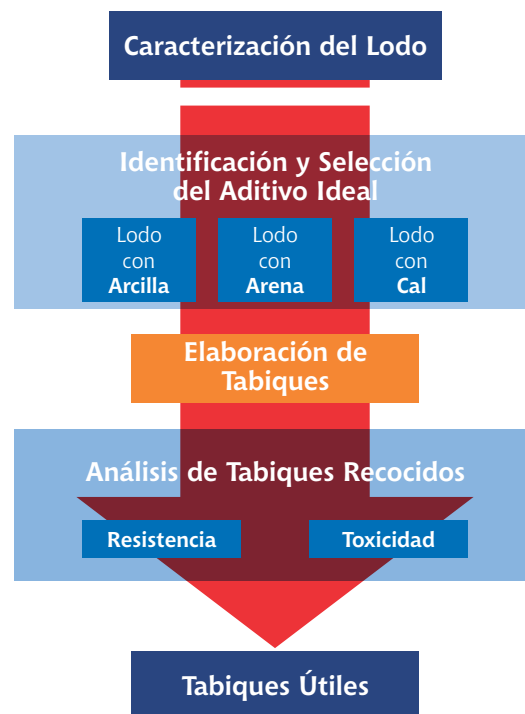 Caracterización del Lodo
Identificación y Selección
del Aditivo Ideal
Lodo
con
Arcilla
Lodo
con
Arena
Lodo
con
Cal
Elaboración de
Tabiques
Análisis de Tabiques Recocidos
Resistencia
Toxicidad
Tabiques Útiles